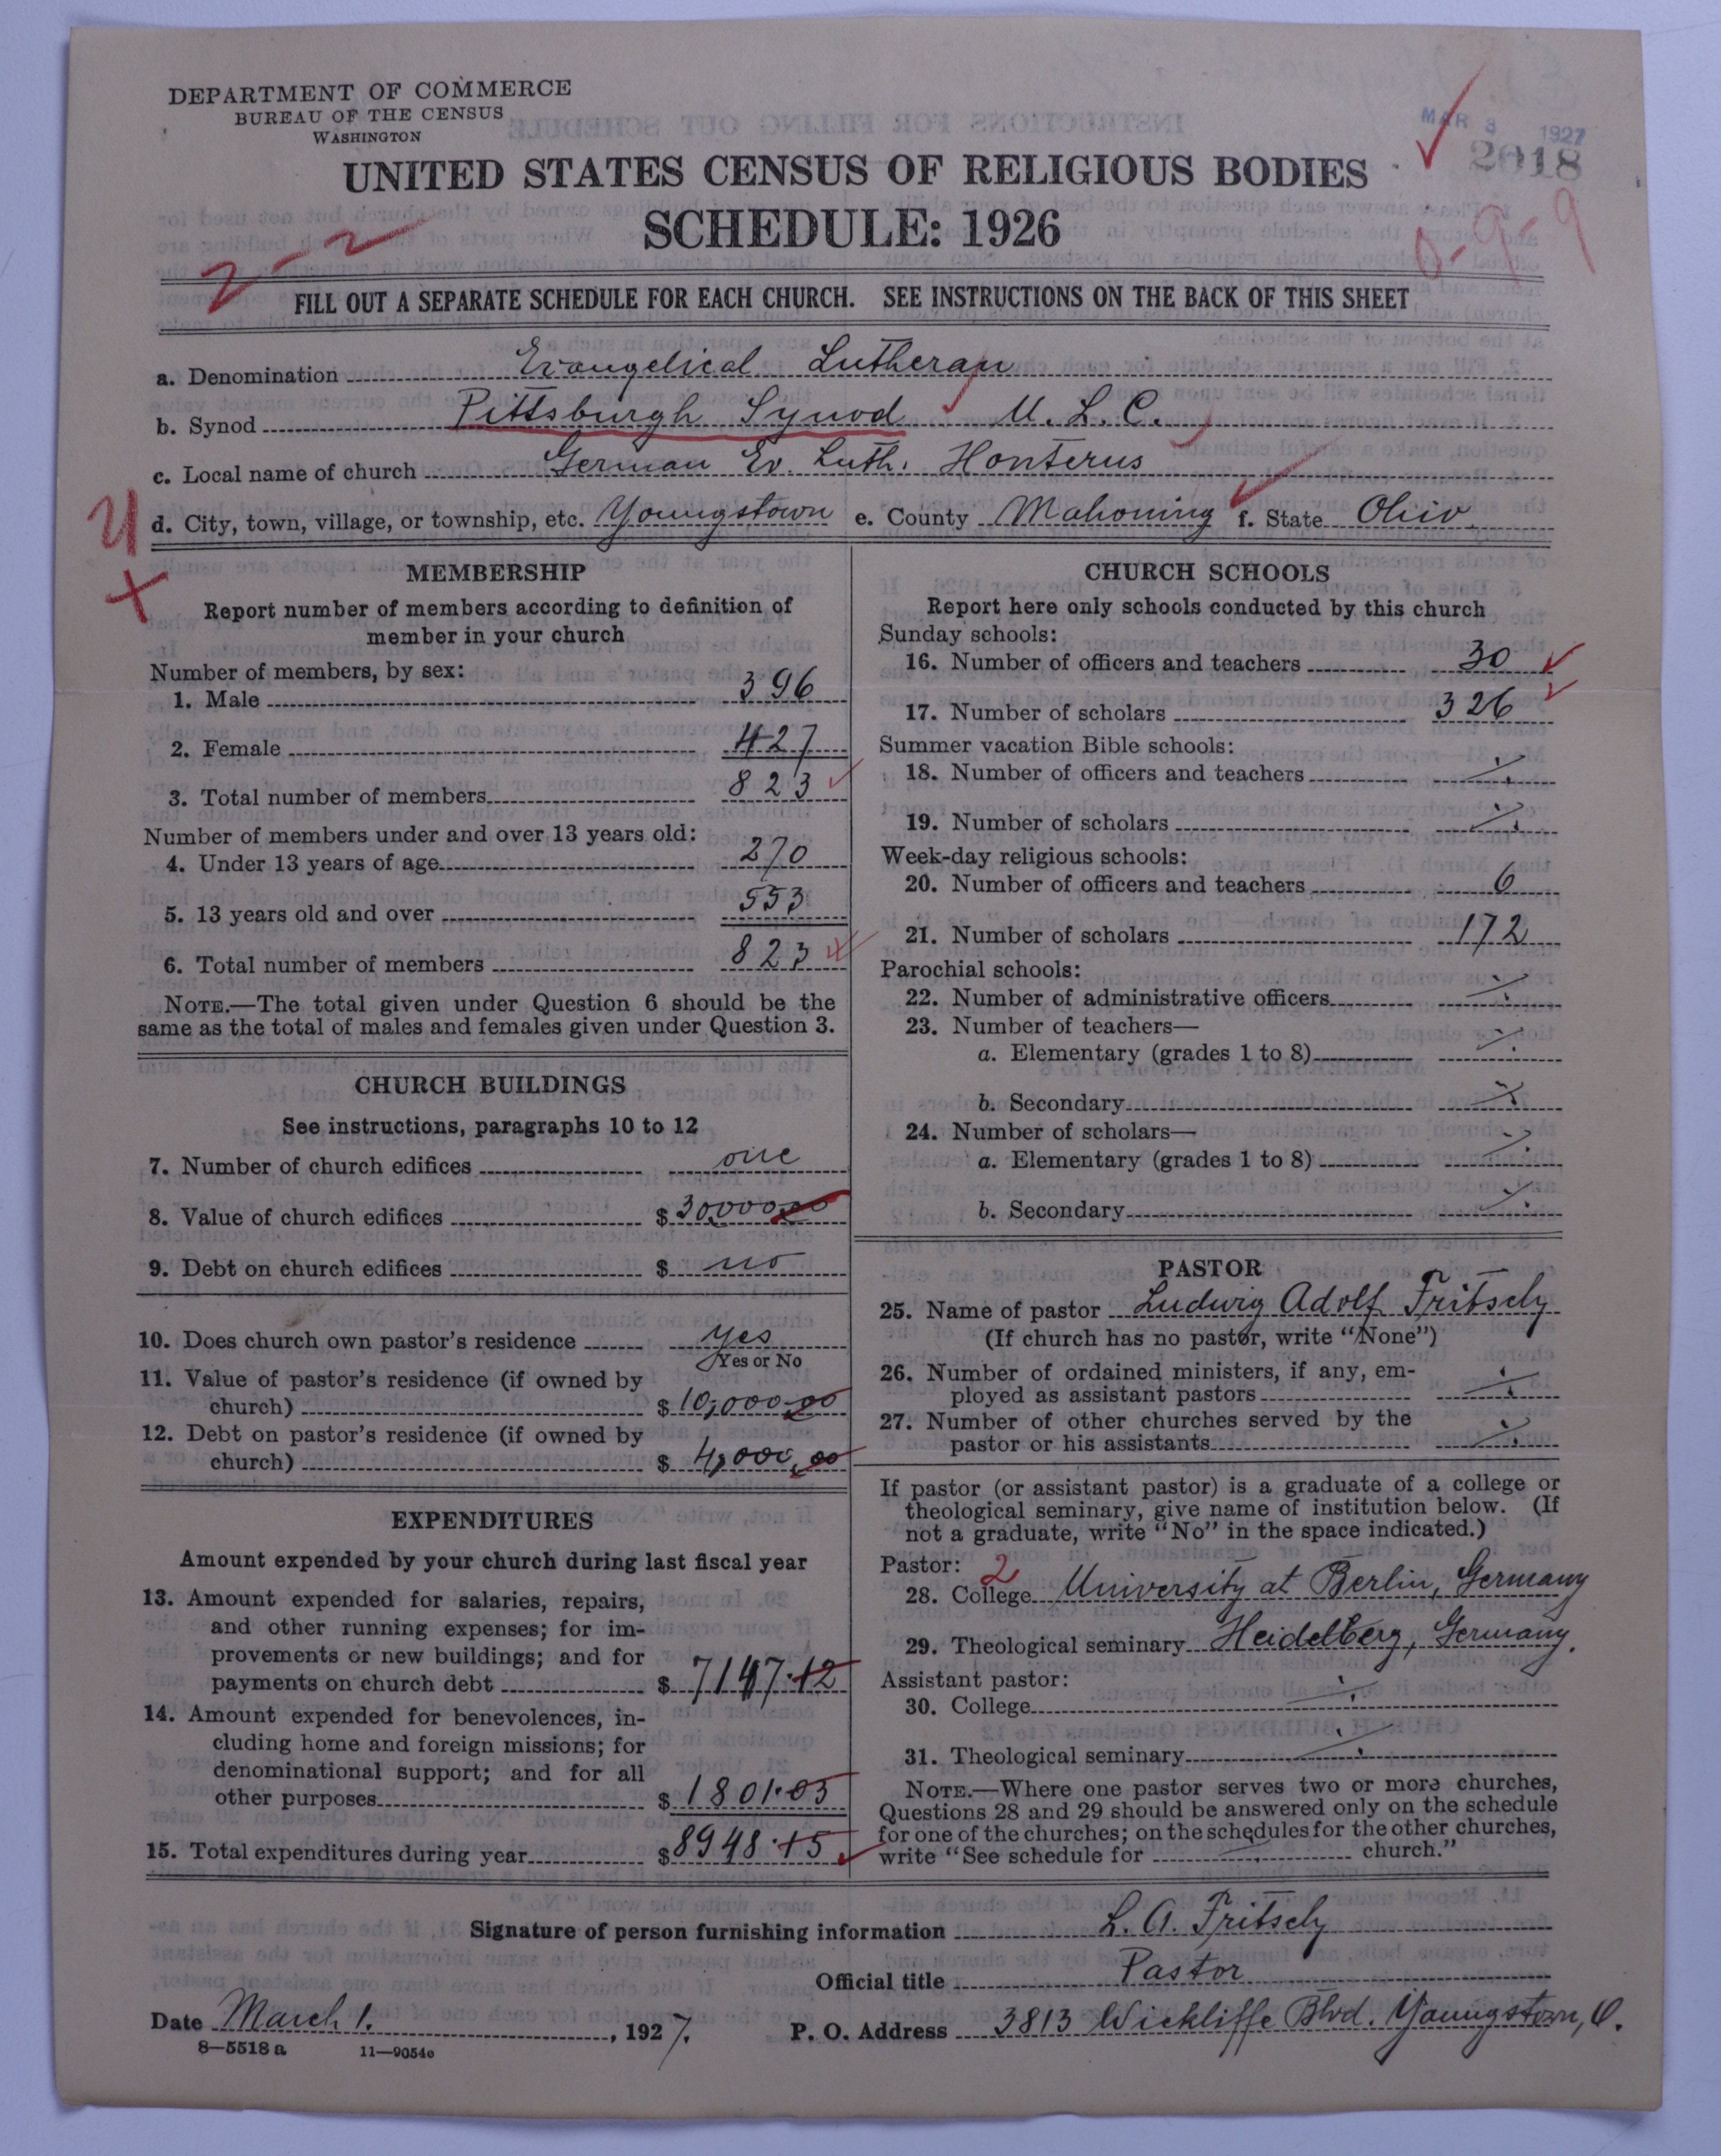 DEPARTMENT OF COMMERCE
BUREAU OF THE CENSUS
WASHINGTON
MAR 3 1927
2018
UNITED STATES CENSUS OF RELIGIOUS BODIES
SCHEDULE: 1926
2-2
0-9-9
FILL OUT A SEPARATE SCHEDULE FOR EACH CHURCH. SEE INSTRUCTIONS ON THE BACK OF THIS SHEET
a. Denomination Evangelical Lutheran
b. Synod Pittsburgh Synod U. L. C.
c. Local name of church German Ev. Luth. Honterus
d. City, town, village, or township, etc. Youngstown e. County Mahoning f. State Ohio
MEMBERSHIP
Report number of members according to definition of
member in your church
Number of members, by sex:
1. Male 396
2. Female 427
3. Total number of members 823
Number of members under and over 13 years old:
4. Under 13 years of age 270
5. 13 years old and over 553
6. Total number of members 823
NOTE.—The total given under Question 6 should be the
same as the total of males and females given under Question 3.
CHURCH BUILDINGS
See instructions, paragraphs 10 to 12
7. Number of church edifices one
8. Value of church edifices $ 30,000.00
9. Debt on church edifices $ no
10. Does church own pastor's residence yes
Yes or No
11. Value of pastor's residence (if owned by
church) $ 10,000.00
12. Debt on pastor's residence (if owned by
church) $ 4,000.00
EXPENDITURES
Amount expended by your church during last fiscal year
13. Amount expended for salaries, repairs,
and other running expenses; for im-
provements or new buildings; and for
payments on church debt $ 7147.12
14. Amount expended for benevolences, in-
cluding home and foreign missions; for
denominational support; and for all
other purposes $ 1801.03
15. Total expenditures during year $ 8948.15
CHURCH SCHOOLS
Report here only schools conducted by this church
Sunday schools:
16. Number of officers and teachers 30
17. Number of scholars 326
Summer vacation Bible schools:
18. Number of officers and teachers
19. Number of scholars
Week-day religious schools:
20. Number of officers and teachers 6
21. Number of scholars 172
Parochial schools:
22. Number of administrative officers
23. Number of teachers—
a. Elementary (grades 1 to 8)
b. Secondary
24. Number of scholars—
a. Elementary (grades 1 to 8)
b. Secondary
PASTOR
25. Name of pastor Ludwig Adolf Fritsch
(If church has no pastor, write "None")
26. Number of ordained ministers, if any, em-
ployed as assistant pastors
27. Number of other churches served by the
pastor or his assistants
If pastor (or assistant pastor) is a graduate of a college or
theological seminary, give name of institution below. (If
not a graduate, write "No" in the space indicated.)
Pastor: 2
28. College University at Berlin, Germany
29. Theological seminary Heidelberg, Germany.
Assistant pastor:
30. College
31. Theological seminary
NOTE.—Where one pastor serves two or more churches,
Questions 28 and 29 should be answered only on the schedule
for one of the churches; on the schedules for the other churches,
write "See schedule for church."
Signature of person furnishing information L. A. Fritsch
Official title Pastor
Date March 1., 1927. P. O. Address 3813 Wickliffe Blvd. Youngstown, O.
8—5518 a 11—9054c